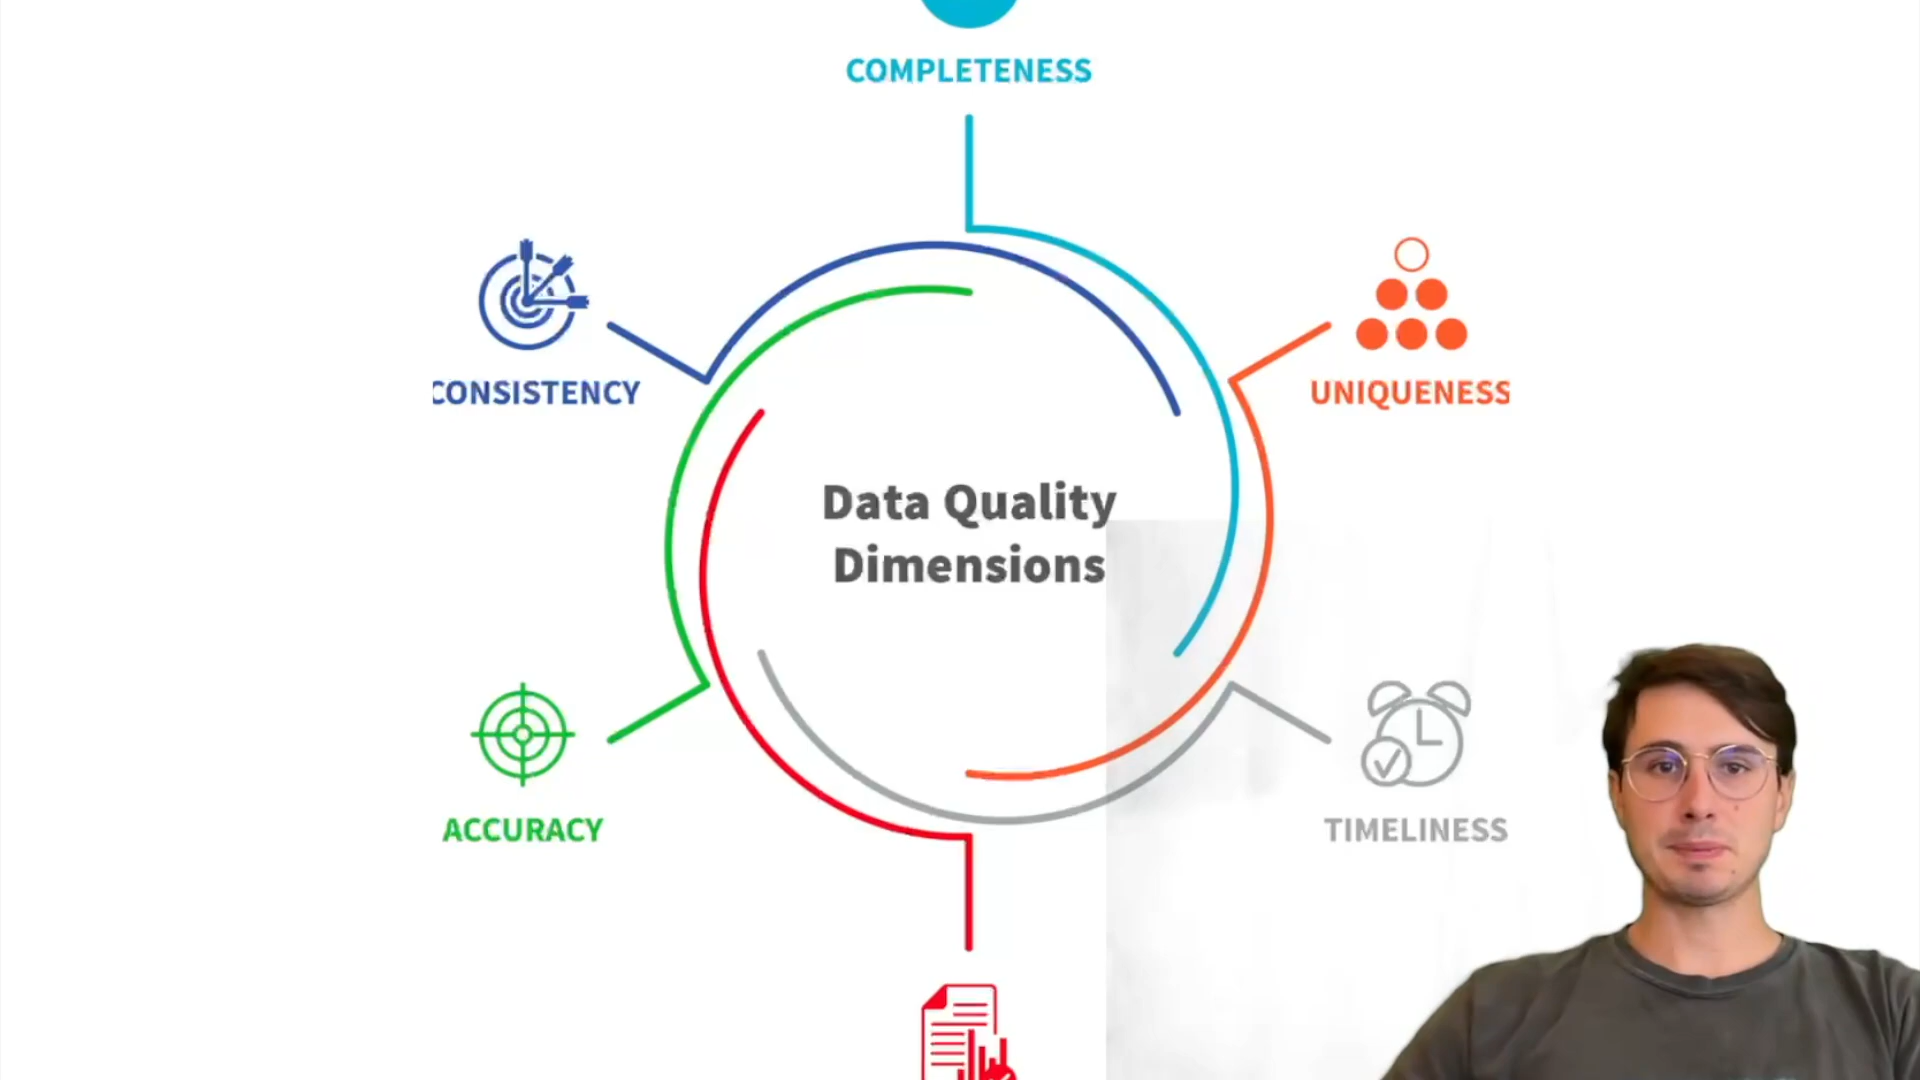 COMPLETENESS
CONSISTENCY
UNIQUENESS
Data Quality
Dimensions
ACCURACY
TIMELINESS